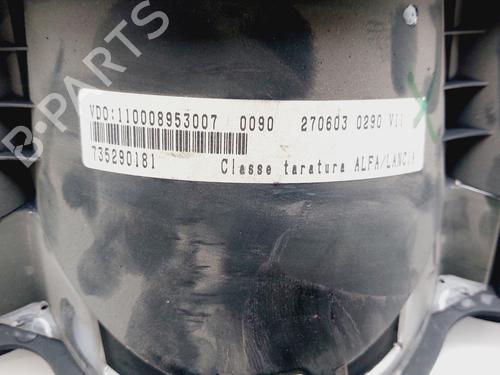 B-PARTS
VDO:110008953007 0090 270603 0290 V11
735290181 Classe taratura ALFA/LANCIA